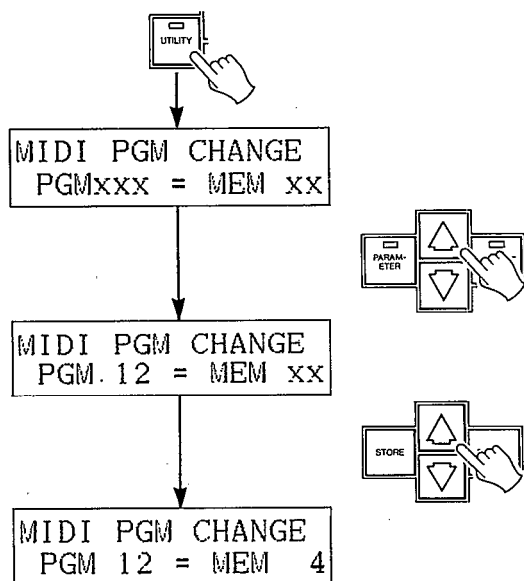 UTILITY
MIDI PGM CHANGE
PGMxxx = MEM xx
PARAM-
ETER
MIDI PGM CHANGE
PGM 12 = MEM xx
STORE
MIDI PGM CHANGE
PGM 12 = MEM 4